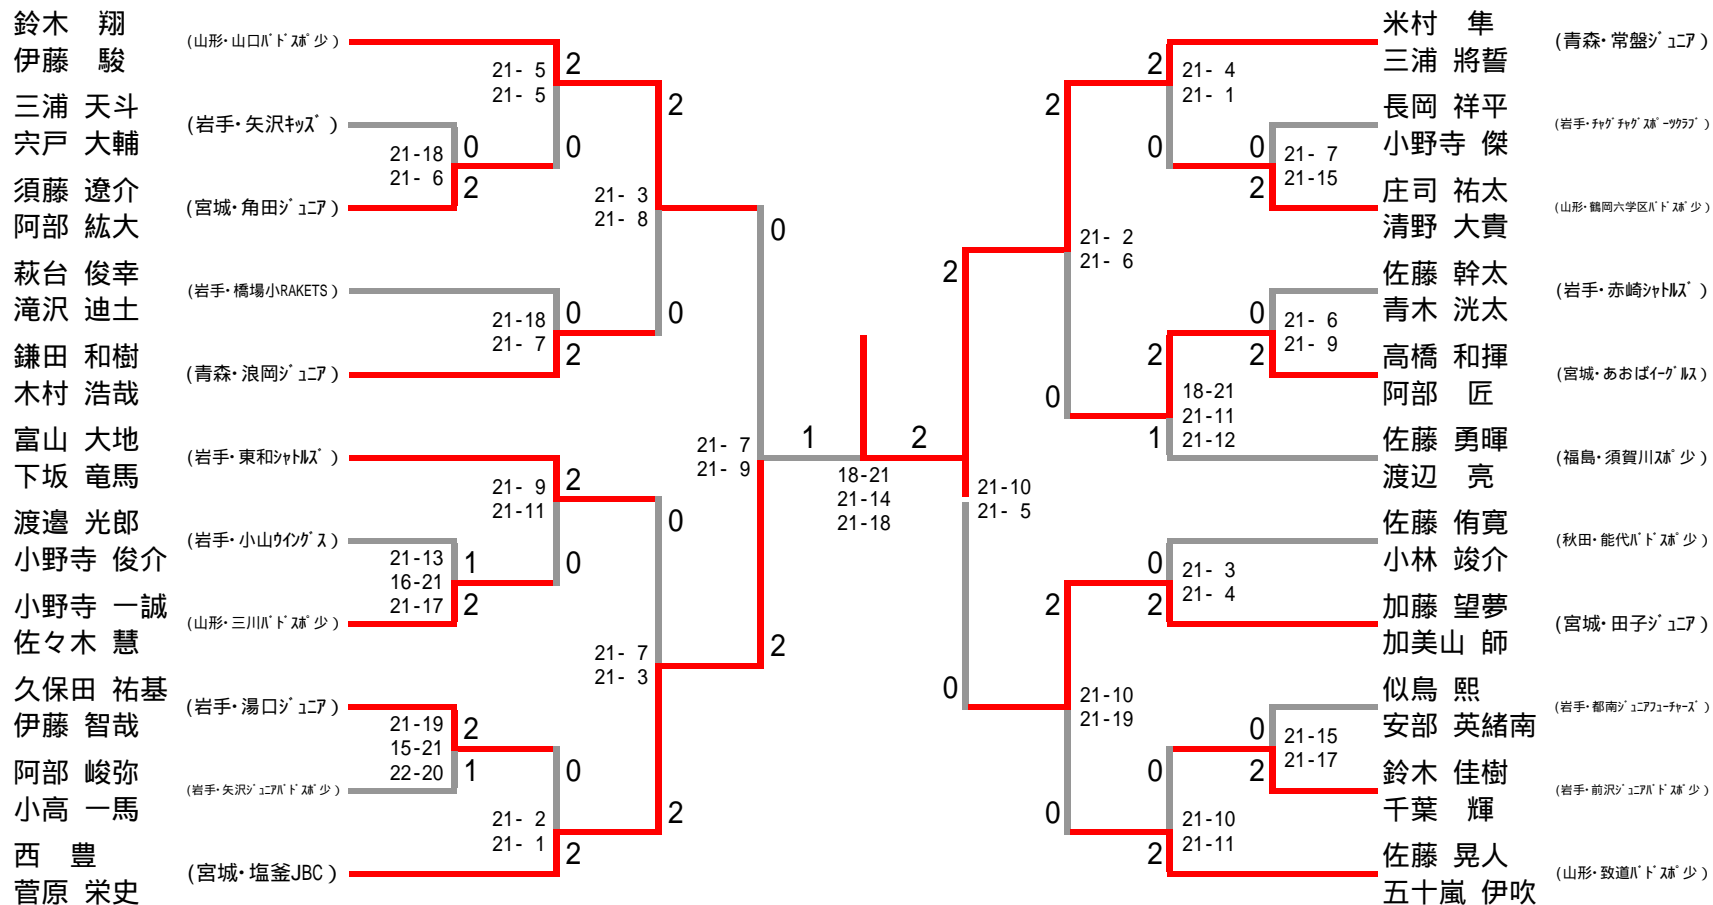 鈴木 翔
伊藤 駿
(山形・山口バドスポ少)
三浦 天斗
宍戸 大輔
(岩手・矢沢キッズ)
須藤 遼介
阿部 紘大
(宮城・角田ジュニア)
萩台 俊幸
滝沢 迪土
(岩手・橋場小RAKETS)
鎌田 和樹
木村 浩哉
(青森・浪岡ジュニア)
富山 大地
下坂 竜馬
(岩手・東和シャトルズ)
渡邉 光郎
小野寺 俊介
(岩手・小山ウイングス)
小野寺 一誠
佐々木 慧
(山形・三川バドスポ少)
久保田 祐基
伊藤 智哉
(岩手・湯口ジュニア)
阿部 峻弥
小高 一馬
(岩手・矢沢ジュニアバドスポ少)
西 豊
菅原 栄史
(宮城・塩釜JBC)
21-18
21- 6
0
2
21-13
16-21
21-17
1
2
21-19
15-21
22-20
2
1
21- 5
21- 5
2
0
21-18
21- 7
0
2
21- 9
21-11
2
0
21- 2
21- 1
0
2
21- 3
21- 8
2
0
21- 7
21- 3
0
2
21- 7
21- 9
0
2
1
2
18-21
21-14
21-18
2
0
21-10
21- 5
2
0
21- 2
21- 6
2
0
21-10
21-19
2
0
21- 4
21- 1
2
1
18-21
21-11
21-12
0
2
21- 3
21- 4
0
2
21-10
21-11
0
2
21- 7
21-15
0
2
21- 6
21- 9
0
2
21-15
21-17
米村 隼
三浦 將誓
(青森・常盤ジュニア)
長岡 祥平
小野寺 傑
(岩手・チャグチャグスポーツクラブ)
庄司 祐太
清野 大貴
(山形・鶴岡六学区バドスポ少)
佐藤 幹太
青木 洸太
(岩手・赤崎シャトルズ)
高橋 和揮
阿部 匠
(宮城・あおばイーグルス)
佐藤 勇暉
渡辺 亮
(福島・須賀川スポ少)
佐藤 侑寛
小林 竣介
(秋田・能代バドスポ少)
加藤 望夢
加美山 師
(宮城・田子ジュニア)
似鳥 熙
安部 英緒南
(岩手・都南ジュニアフューチャーズ)
鈴木 佳樹
千葉 輝
(岩手・前沢ジュニアバドスポ少)
佐藤 晃人
五十嵐 伊吹
(山形・致道バドスポ少)